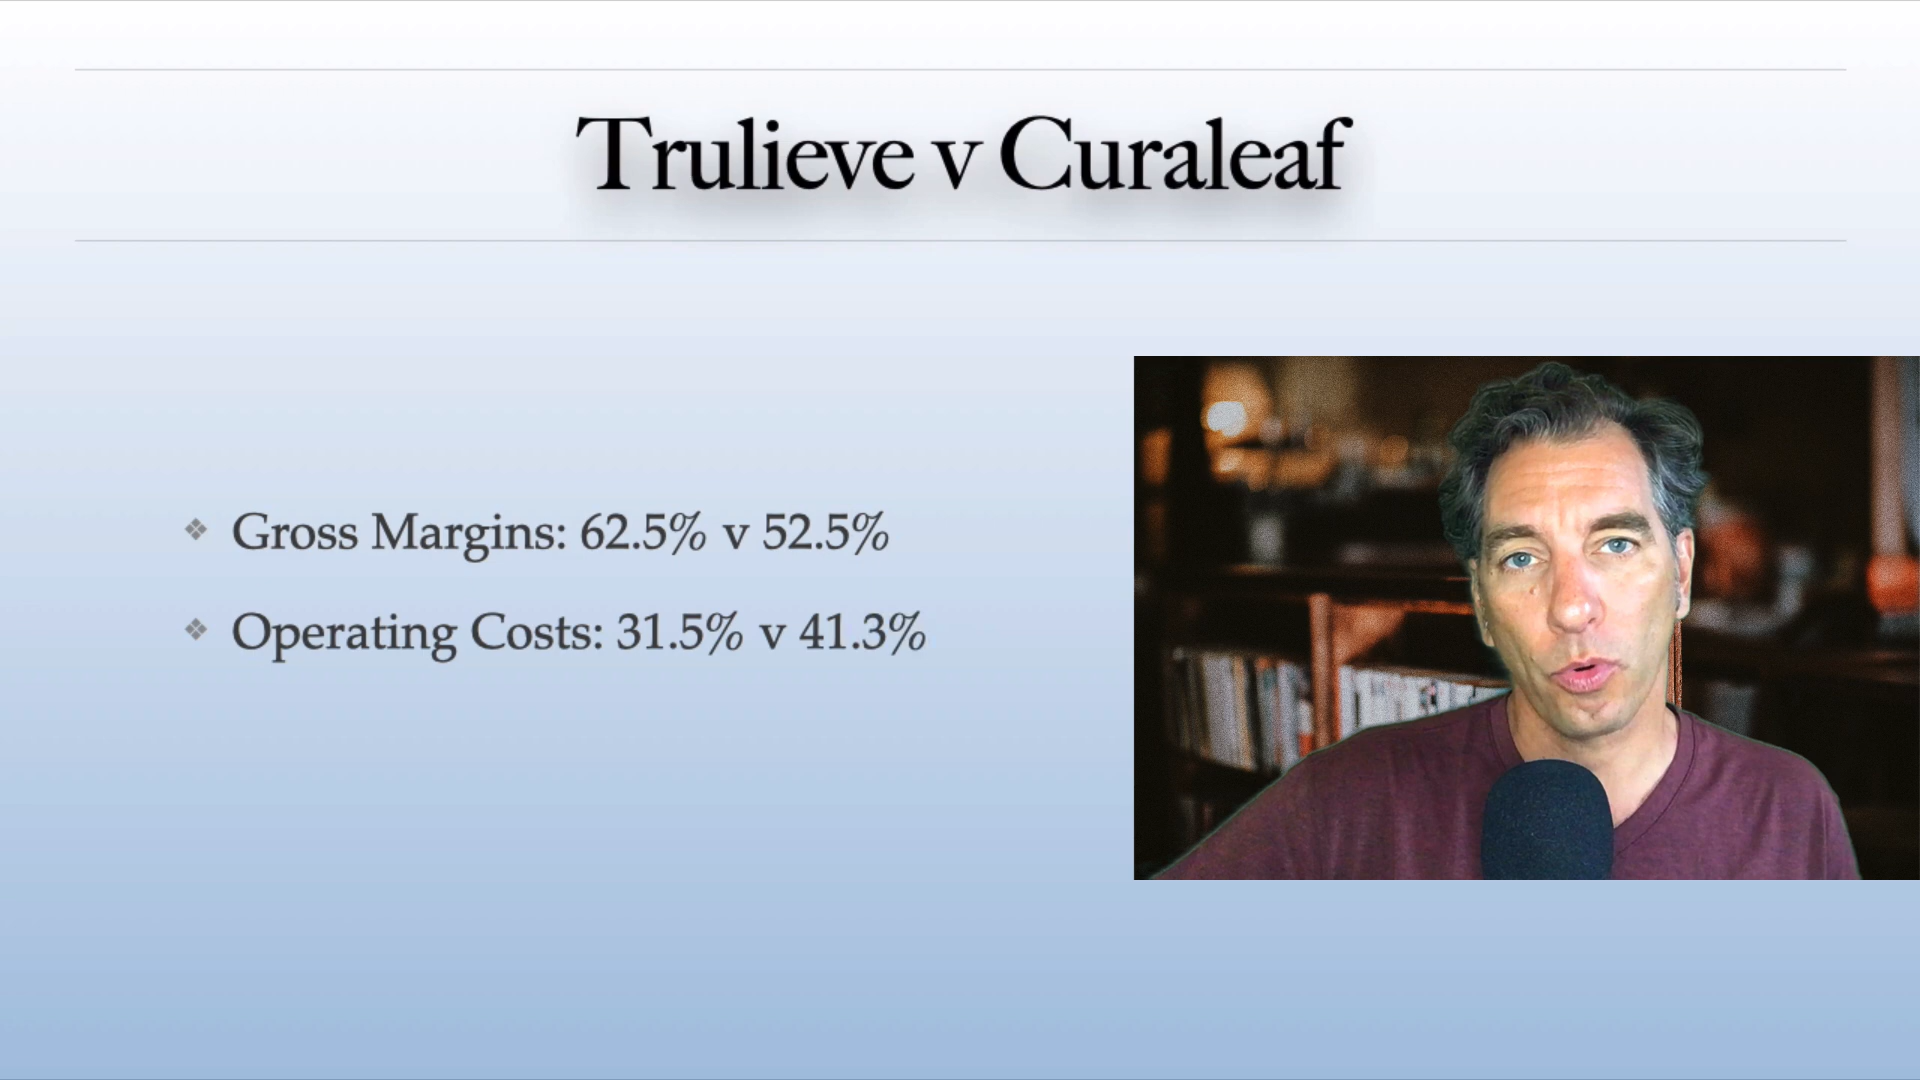 Trulieve v Curaleaf
Gross Margins: 62.5% v 52.5%
Operating Costs: 31.5% v 41.3%